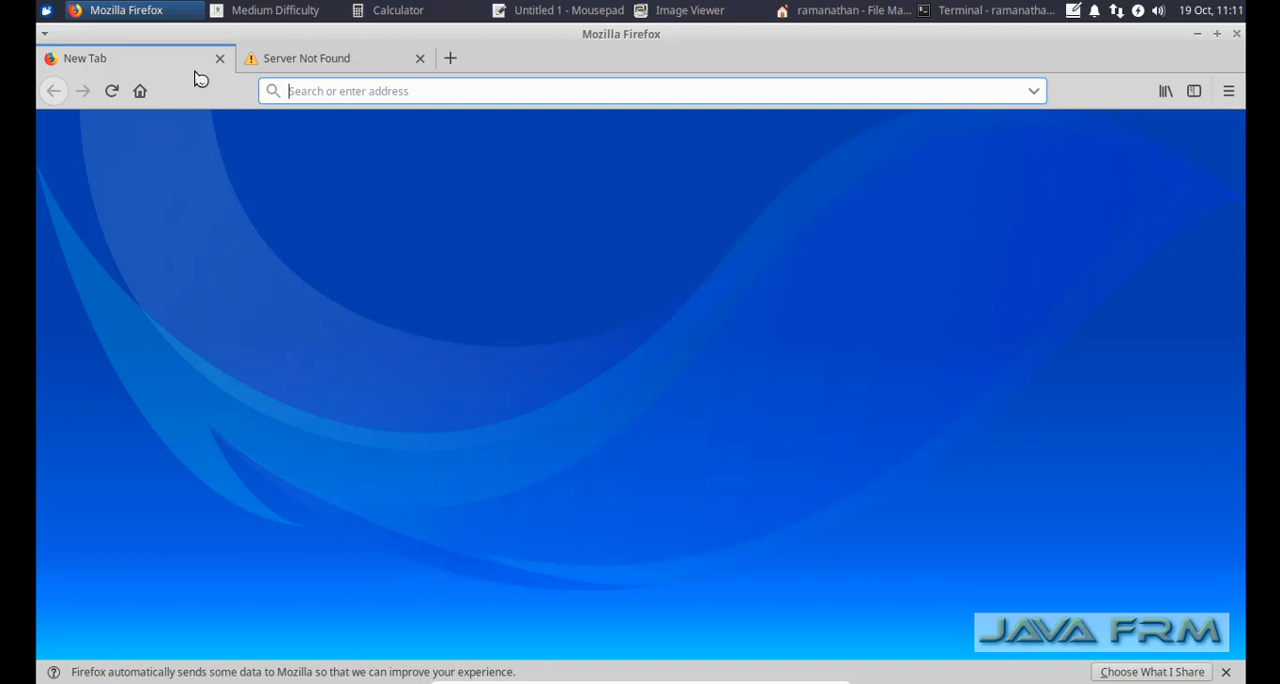 Mozilla Firefox
Medium Difficulty
Calculator
Untitled 1 - Mousepad
Image Viewer
ramanathan - File Ma...
Terminal - ramanatha...
19 Oct, 11:11
Mozilla Firefox
New Tab
Server Not Found
Search or enter address
JAVA FRM
Firefox automatically sends some data to Mozilla so that we can improve your experience.
Choose What I Share